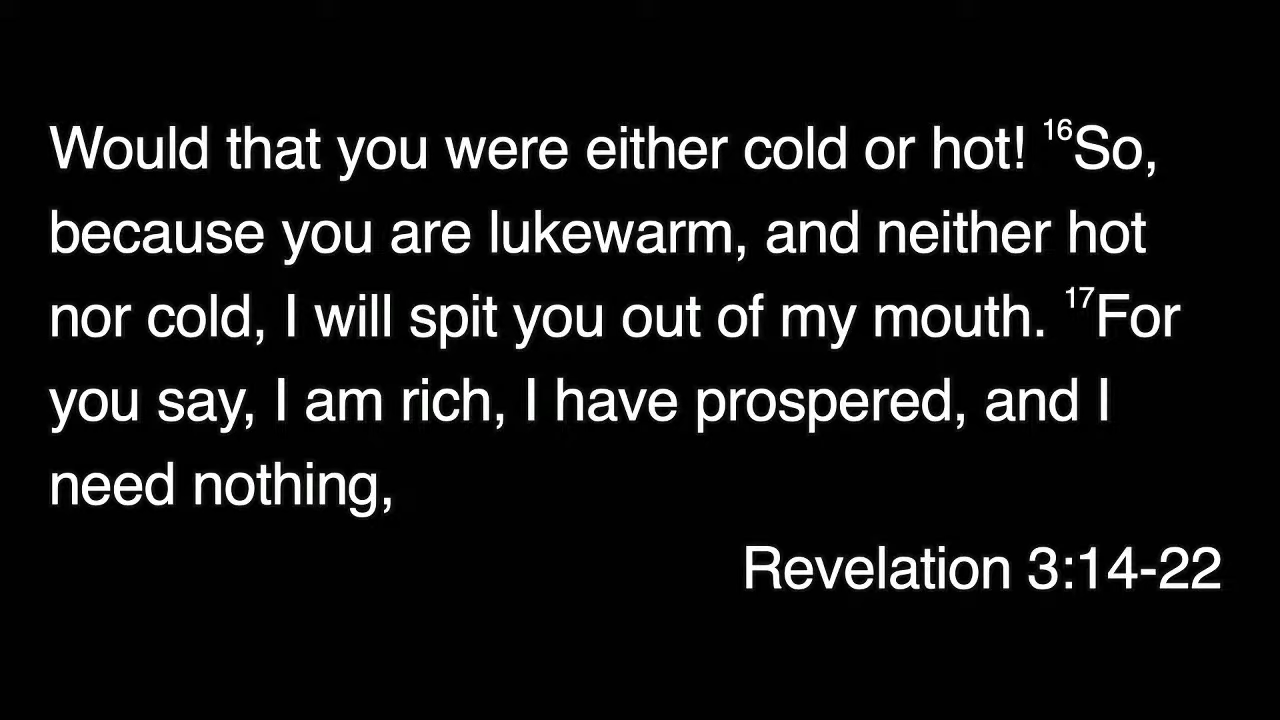 Would that you were either cold or hot! ¹⁶So,
because you are lukewarm, and neither hot
nor cold, I will spit you out of my mouth. ¹⁷For
you say, I am rich, I have prospered, and I
need nothing,
Revelation 3:14-22